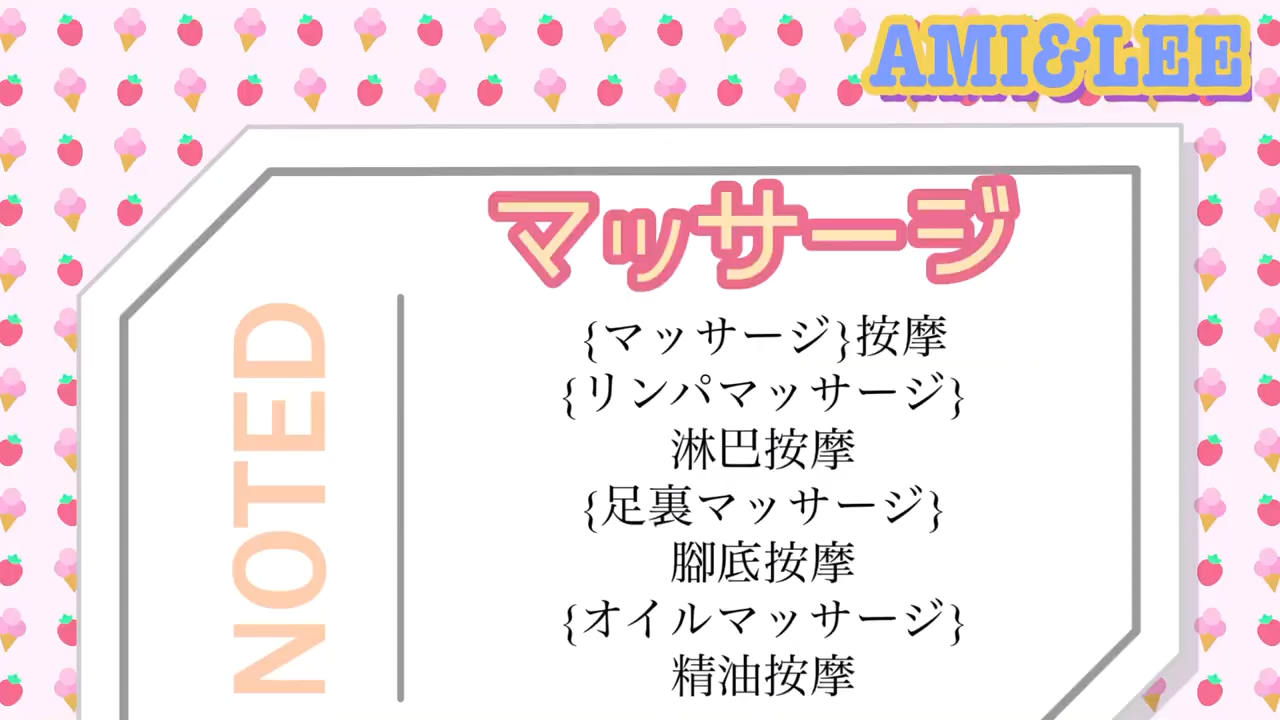 AMI&LEE
マッサージ
NOTED
{マッサージ}按摩
{リンパマッサージ}
淋巴按摩
{足裏マッサージ}
腳底按摩
{オイルマッサージ}
精油按摩